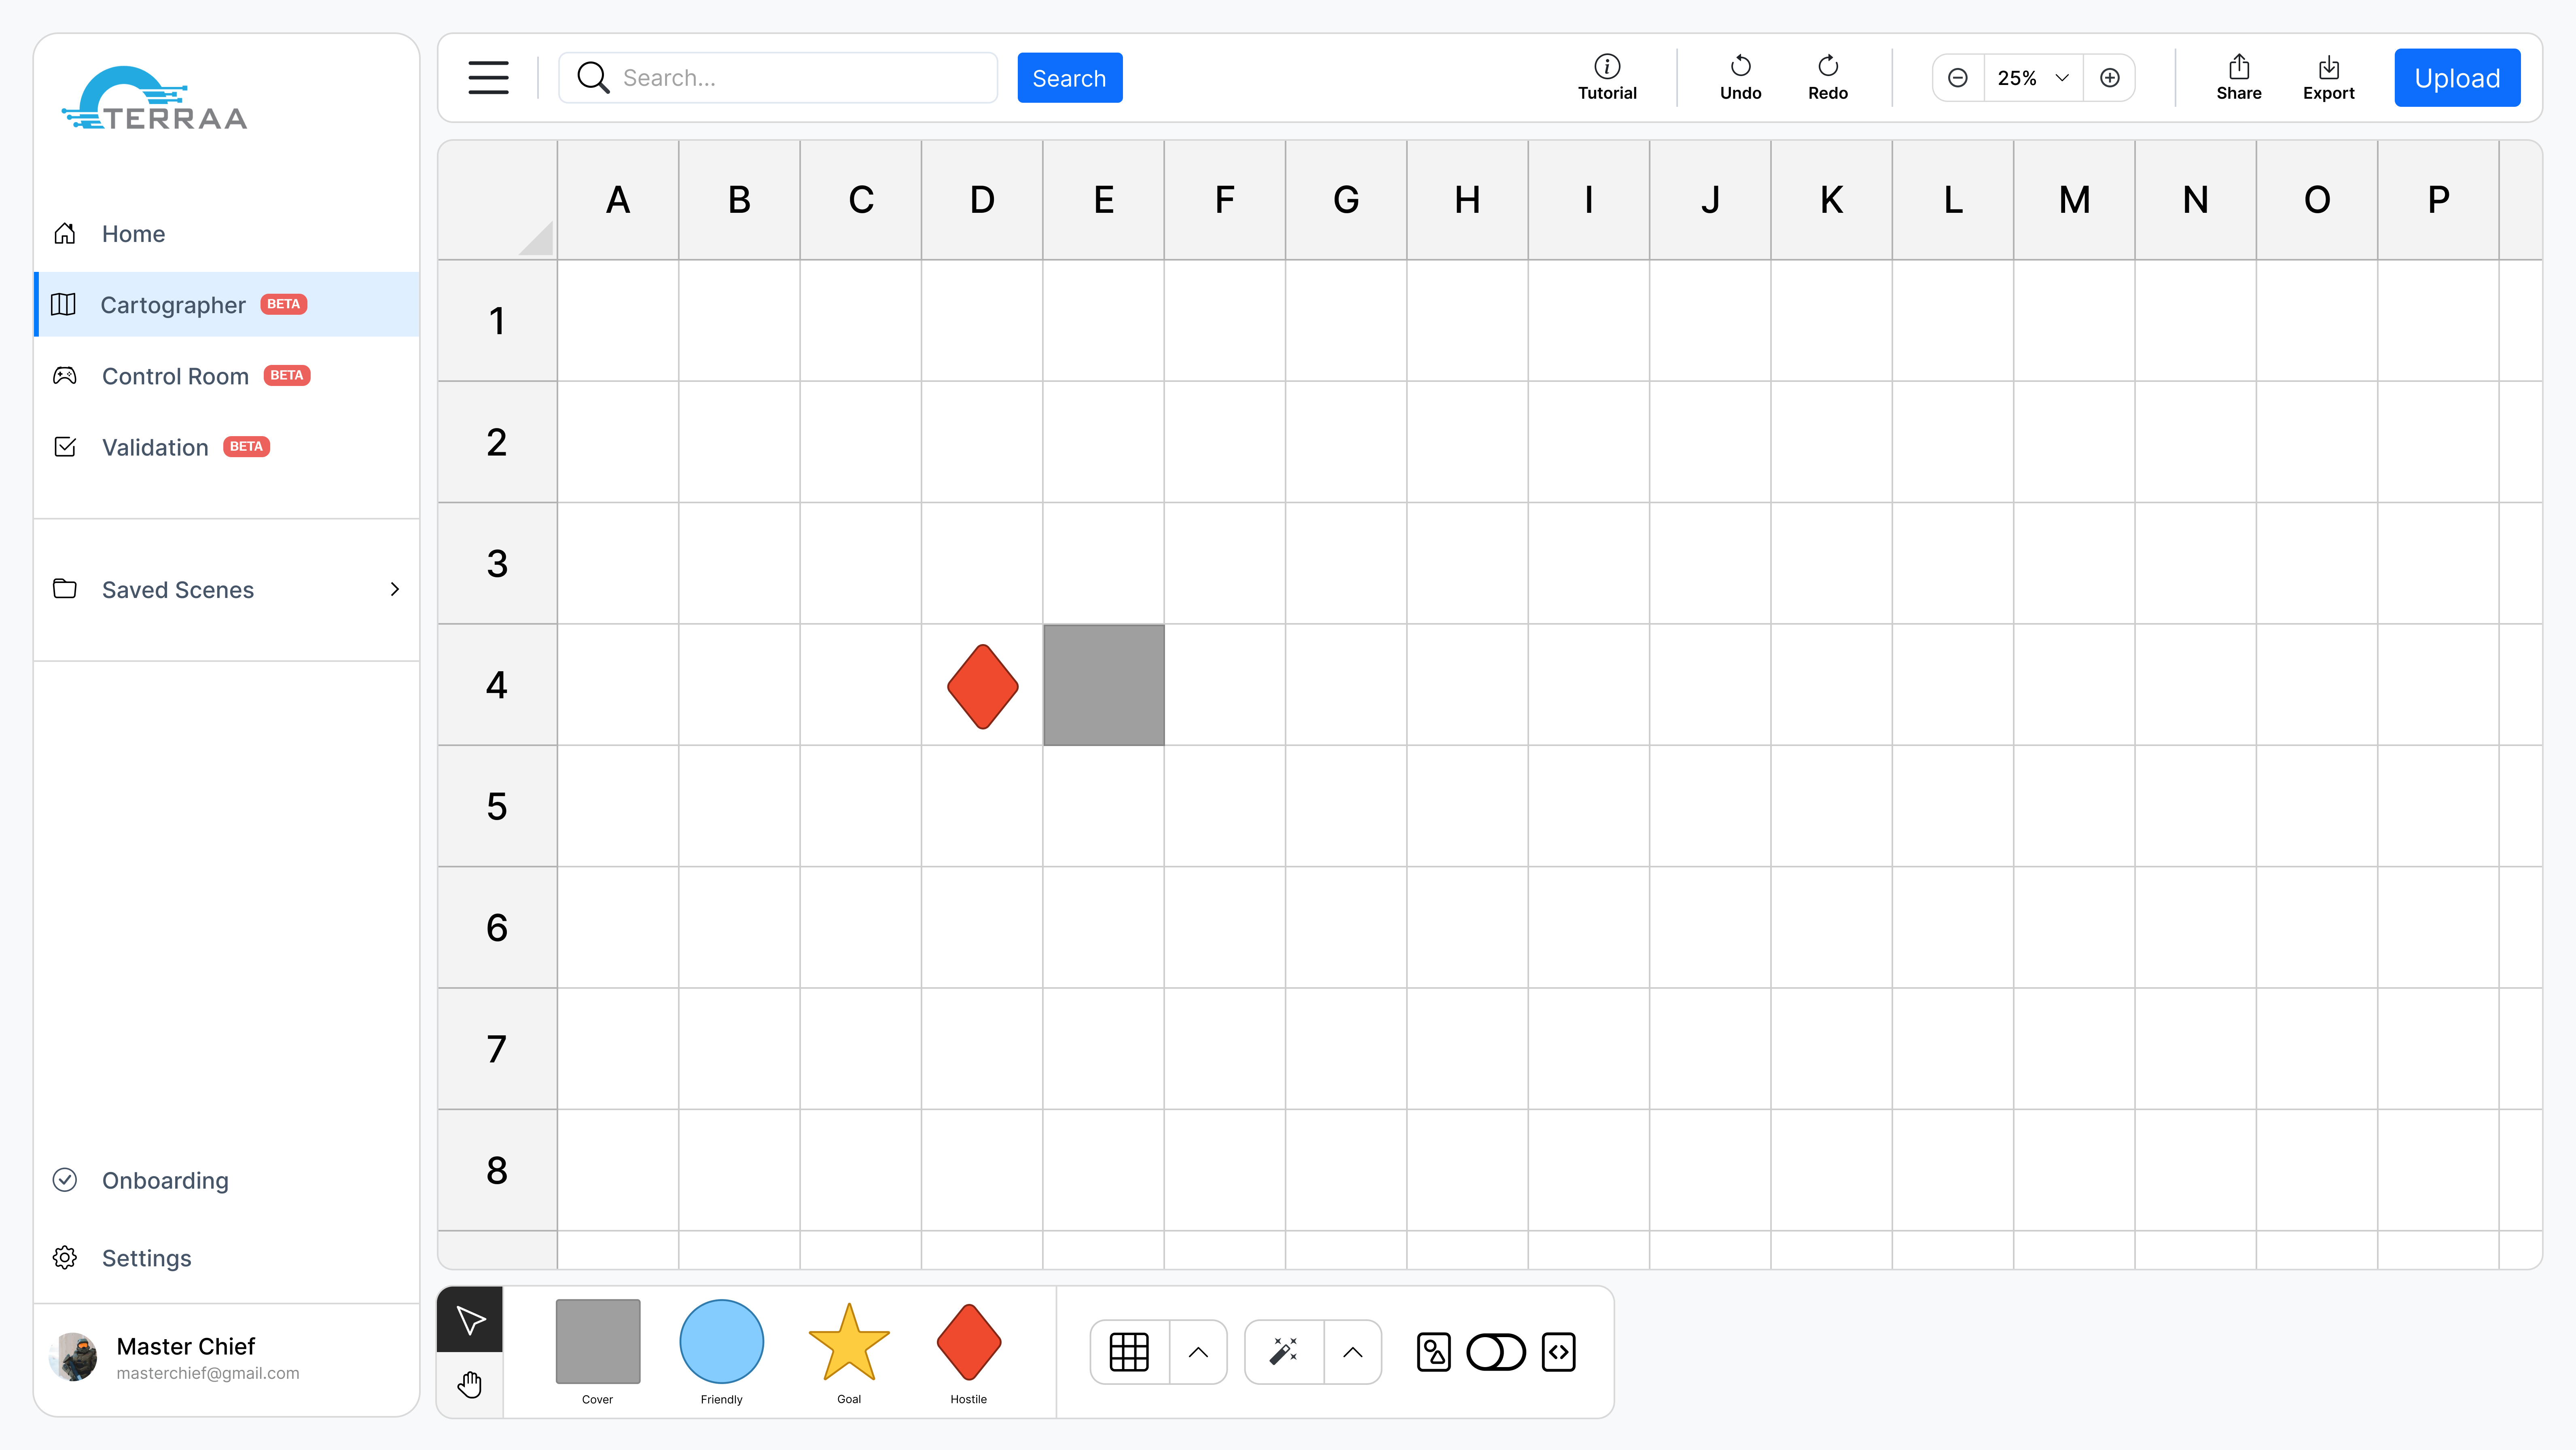 TERRAA
Home
Cartographer BETA
Control Room BETA
Validation BETA
Saved Scenes
Onboarding
Settings
Master Chief
masterchief@gmail.com
Search...
Search
Tutorial
Undo
Redo
25%
Share
Export
Upload
A B C D E F G H I J K L M N O P
1
2
3
4
5
6
7
8
Cover
Friendly
Goal
Hostile